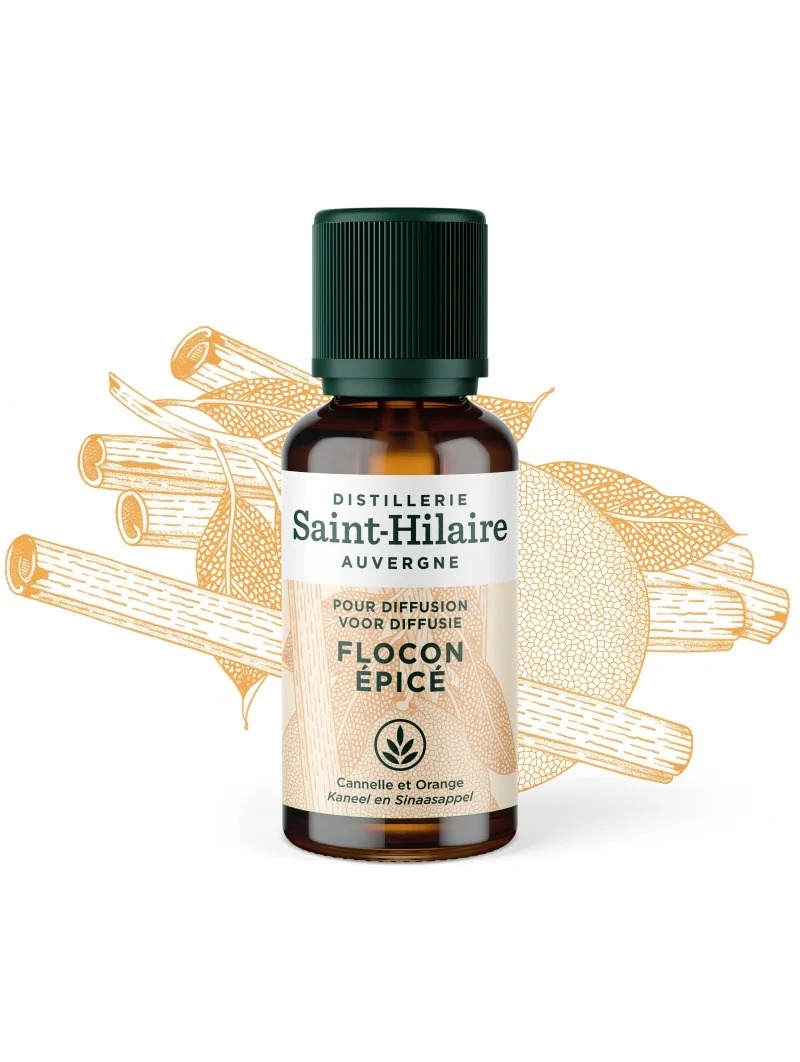 DISTILLERIE
Saint-Hilaire
AUVERGNE
POUR DIFFUSION
VOOR DIFFUSIE
FLOCON
ÉPICÉ
Cannelle et Orange
Kaneel en Sinaasappel